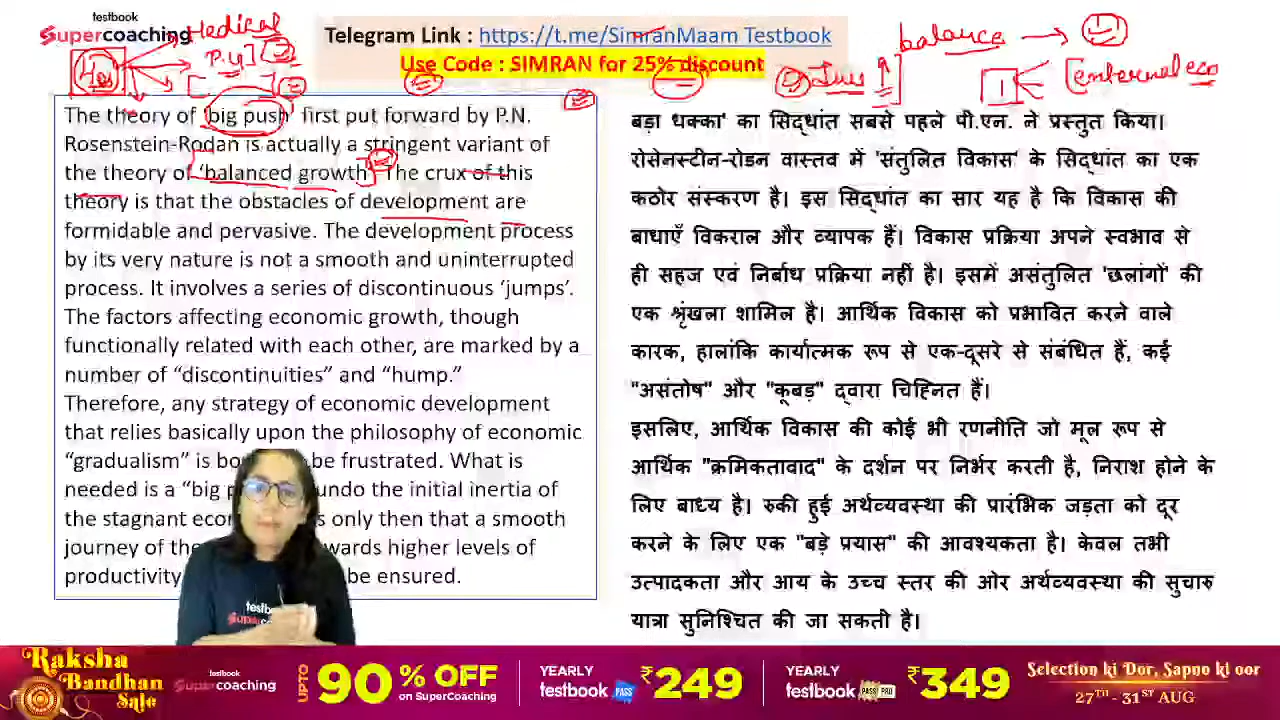 testbook
Supercoaching
Telegram Link : https://t.me/SimranMaam Testbook
Use Code : SIMRAN for 25% discount
Medical
P.Y
balance
external eco
The theory of 'big push' first put forward by P.N.
Rosenstein-Rodan is actually a stringent variant of
the theory of 'balanced growth'. The crux of this
theory is that the obstacles of development are
formidable and pervasive. The development process
by its very nature is not a smooth and uninterrupted
process. It involves a series of discontinuous 'jumps'.
The factors affecting economic growth, though
functionally related with each other, are marked by a
number of "discontinuities" and "hump."
Therefore, any strategy of economic development
that relies basically upon the philosophy of economic
"gradualism" is be frustrated. What is
needed is a "big undo the initial inertia of
the stagnant only then that a smooth
journey of the higher levels of
productivity be ensured.
बड़ा धक्का' का सिद्धांत सबसे पहले पी.एन. ने प्रस्तुत किया।
रोसेनस्टीन-रोडन वास्तव में 'संतुलित विकास' के सिद्धांत का एक
कठोर संस्करण है। इस सिद्धांत का सार यह है कि विकास की
बाधाएँ विकराल और व्यापक हैं। विकास प्रक्रिया अपने स्वभाव से
ही सहज एवं निर्बाध प्रक्रिया नहीं है। इसमें असंतुलित 'छलांगों' की
एक श्रृंखला शामिल है। आर्थिक विकास को प्रभावित करने वाले
कारक, हालांकि कार्यात्मक रूप से एक-दूसरे से संबंधित हैं, कई
"असंतोष" और "कूबड़" द्वारा चिह्नित हैं।
इसलिए, आर्थिक विकास की कोई भी रणनीति जो मूल रूप से
आर्थिक "क्रमिकतावाद" के दर्शन पर निर्भर करती है, निराश होने के
लिए बाध्य है। रुकी हुई अर्थव्यवस्था की प्रारंभिक जड़ता को दूर
करने के लिए एक "बड़े प्रयास" की आवश्यकता है। केवल तभी
उत्पादकता और आय के उच्च स्तर की ओर अर्थव्यवस्था की सुचारु
यात्रा सुनिश्चित की जा सकती है।
testbook
Raksha Bandhan Sale
testbook Supercoaching
UPTO 90% OFF on SuperCoaching
YEARLY testbook PASS ₹249
YEARLY testbook PASS PRO ₹349
Selection ki Dor, Sapno ki oor
27TH - 31ST AUG